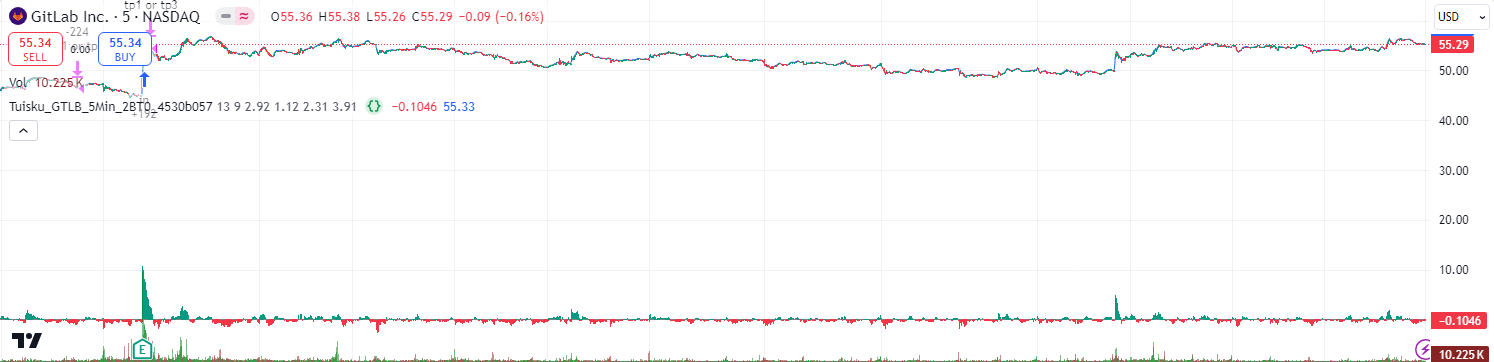 tp1 or tp3
GitLab Inc. · 5 · NASDAQ O55.36 H55.38 L55.26 C55.29 −0.09 (−0.16%)
USD
-224
55.34
SELL
0.00
55.34
BUY
55.29
Vol 10.225K
50.00
Tuisku_GTLB_5Min_2BT0_4530b057 13 9 2.92 1.12 2.31 3.91 {} −0.1046 55.33
+192
40.00
30.00
20.00
10.00
E
−0.1046
10.225K